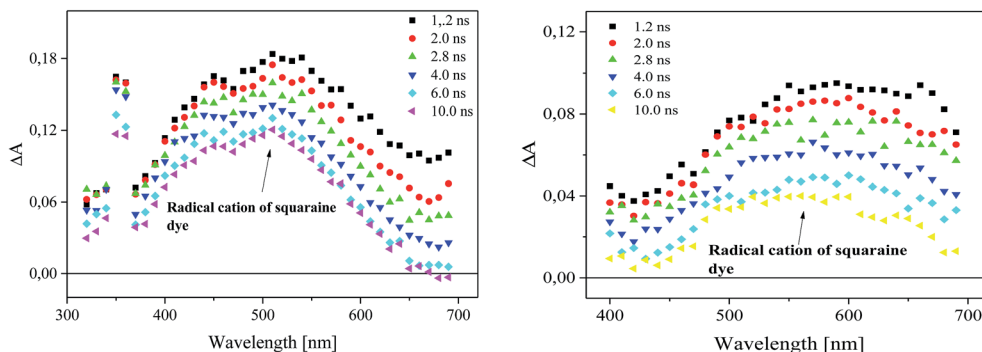 1,.2 ns
2.0 ns
2.8 ns
4.0 ns
6.0 ns
10.0 ns
0,18
0,12
0,06
0,00
ΔA
Radical cation of squaraine
dye
300 400 500 600 700
Wavelength [nm]
0,12
1.2 ns
2.0 ns
2.8 ns
4.0 ns
6.0 ns
10.0 ns
0,08
0,04
0,00
ΔA
Radical cation of squaraine
dye
400 500 600 700
Wavelength [nm]